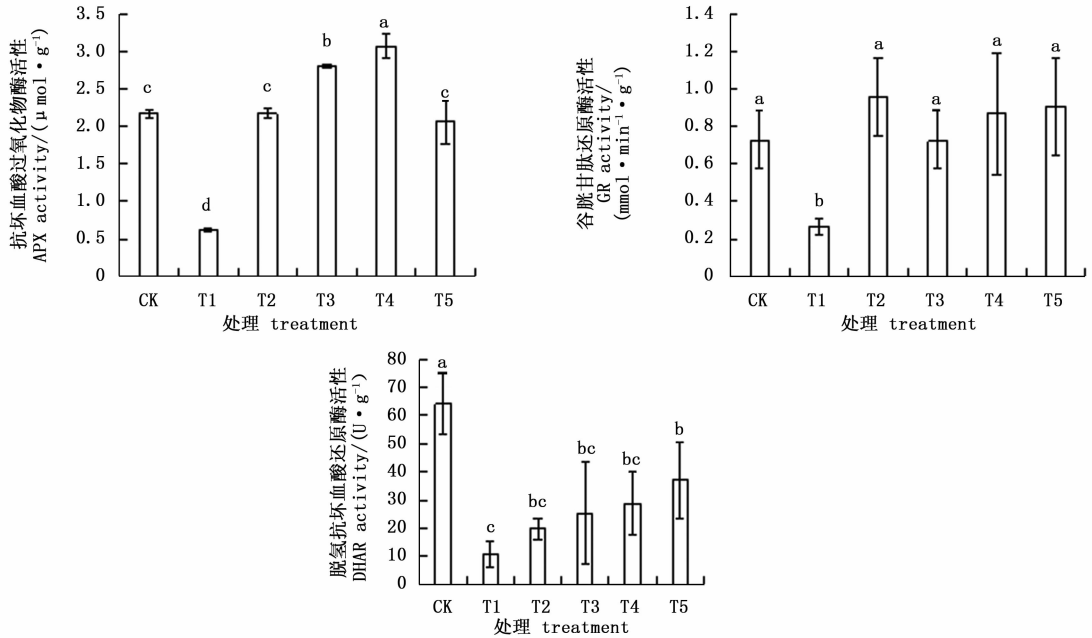 抗坏血酸过氧化物酶活性
APX activity/(μmol·g⁻¹)
3.5
3.0
2.5
2.0
1.5
1.0
0.5
0
c
d
c
b
a
c
CK T1 T2 T3 T4 T5
处理 treatment
谷胱甘肽还原酶活性
GR activity/
(mmol·min⁻¹·g⁻¹)
1.4
1.2
1.0
0.8
0.6
0.4
0.2
0
a
b
a
a
a
a
CK T1 T2 T3 T4 T5
处理 treatment
脱氢抗坏血酸还原酶活性
DHAR activity/(U·g⁻¹)
80
70
60
50
40
30
20
10
0
a
c
bc
bc
bc
b
CK T1 T2 T3 T4 T5
处理 treatment